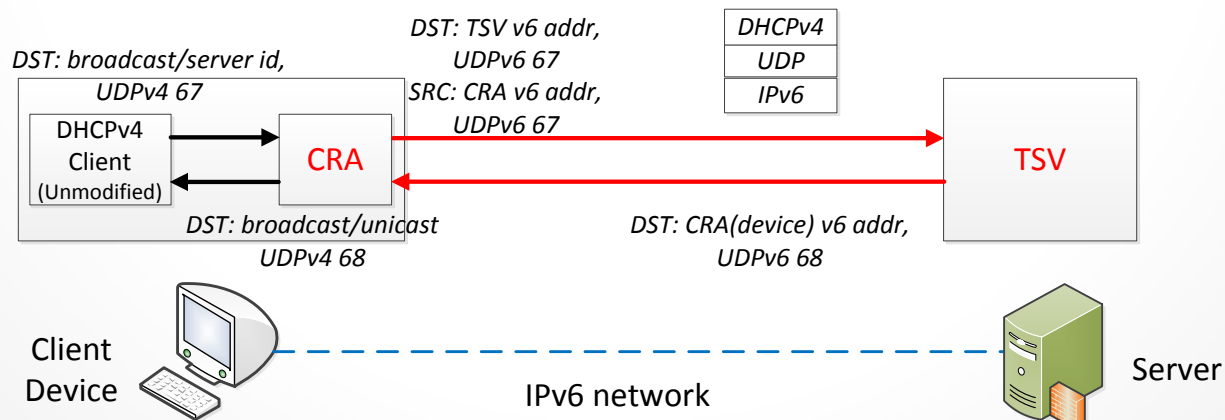 DST: TSV v6 addr,
UDPv6 67
SRC: CRA v6 addr,
UDPv6 67
DHCPv4
UDP
IPv6
DST: broadcast/server id,
UDPv4 67
DHCPv4
Client
(Unmodified)
CRA
TSV
DST: broadcast/unicast
UDPv4 68
DST: CRA(device) v6 addr,
UDPv6 68
Client
Device
IPv6 network
Server